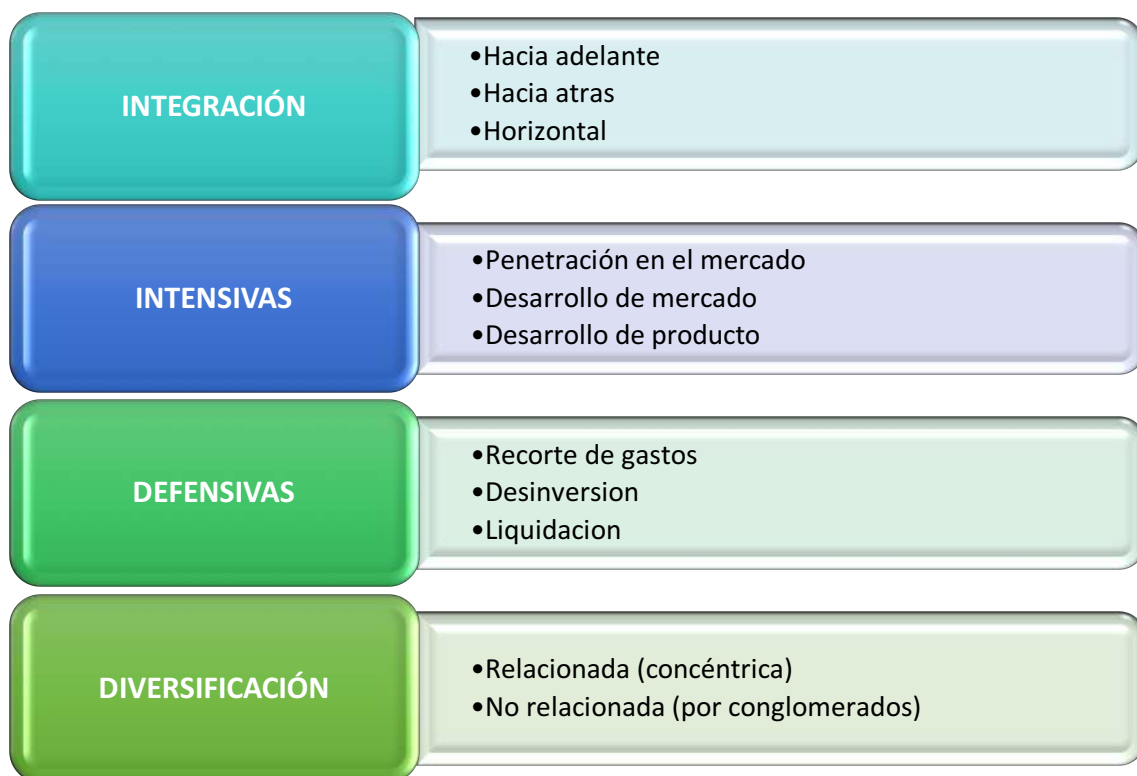 INTEGRACIÓN
•Hacia adelante
•Hacia atras
•Horizontal
INTENSIVAS
•Penetración en el mercado
•Desarrollo de mercado
•Desarrollo de producto
DEFENSIVAS
•Recorte de gastos
•Desinversion
•Liquidacion
DIVERSIFICACIÓN
•Relacionada (concéntrica)
•No relacionada (por conglomerados)